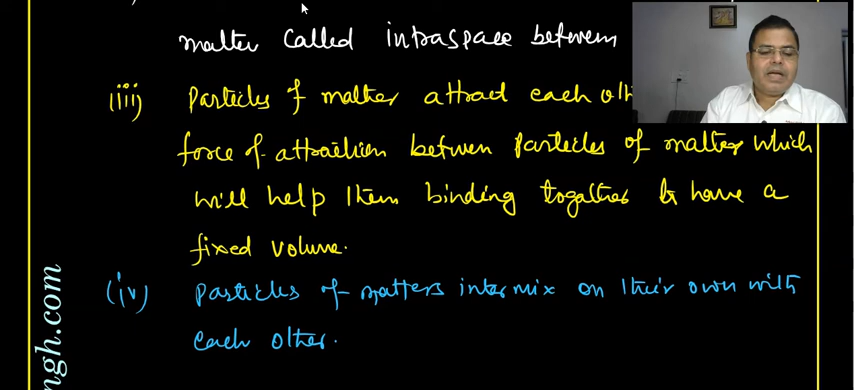 matter called intraspace between
(iii) Particles of matter attract each oth
force of attraction between particles of matter which
will help them binding together & have a
fixed volume.
(iv) Particles of matters intermix on their own with
each other.
ngh.com